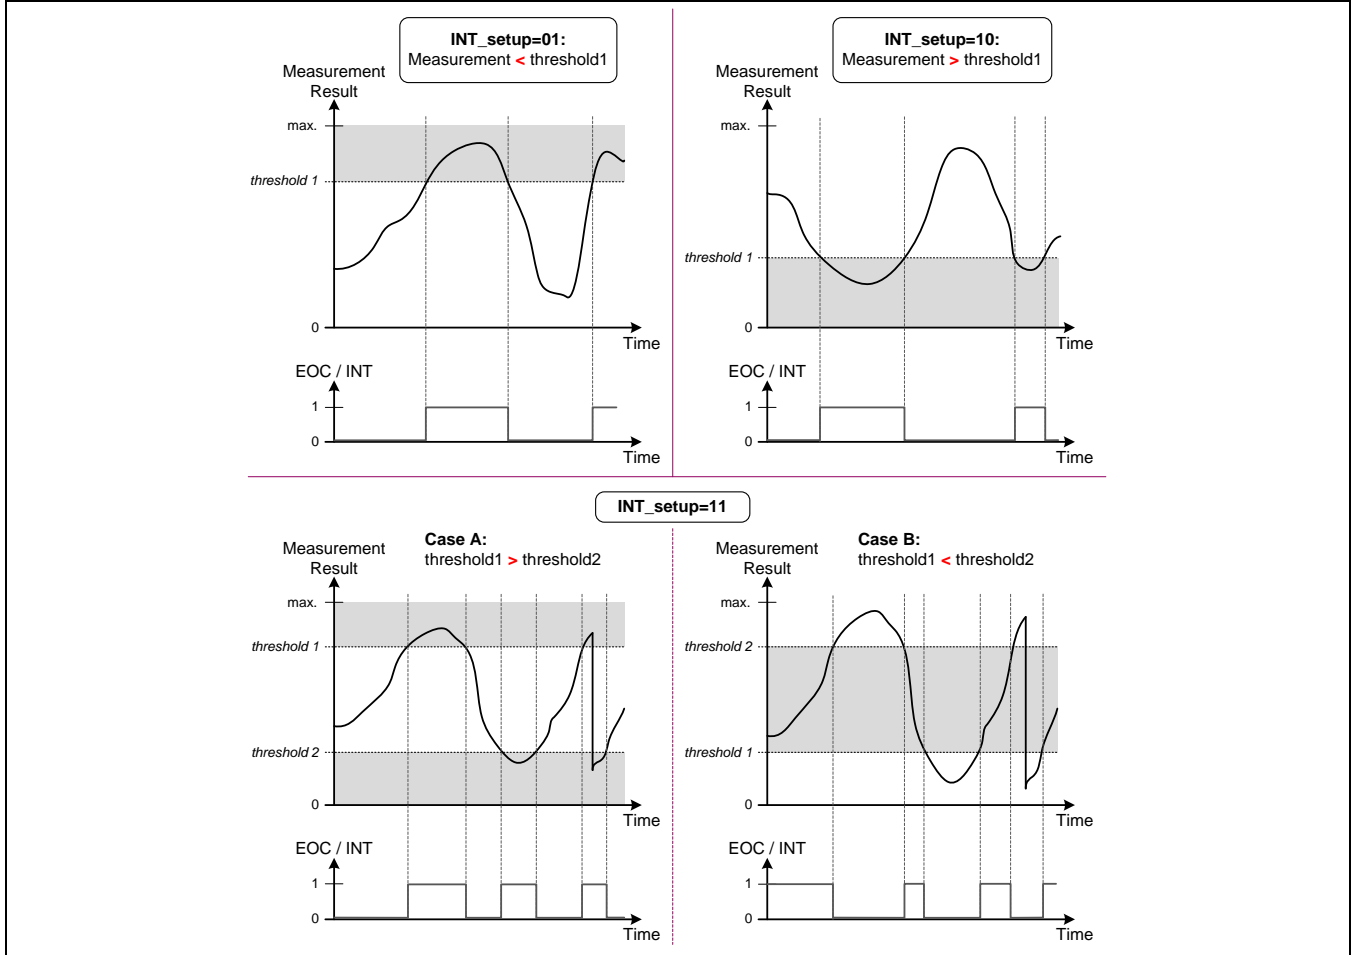 INT_setup=01:
Measurement < threshold1
Measurement
Result
max.
threshold 1
0
Time
EOC / INT
1
0
Time
INT_setup=10:
Measurement > threshold1
Measurement
Result
max.
threshold 1
0
Time
EOC / INT
1
0
Time
INT_setup=11
Case A:
threshold1 > threshold2
Measurement
Result
max.
threshold 1
threshold 2
0
Time
EOC / INT
1
0
Time
Case B:
threshold1 < threshold2
Measurement
Result
max.
threshold 2
threshold 1
0
Time
EOC / INT
1
0
Time